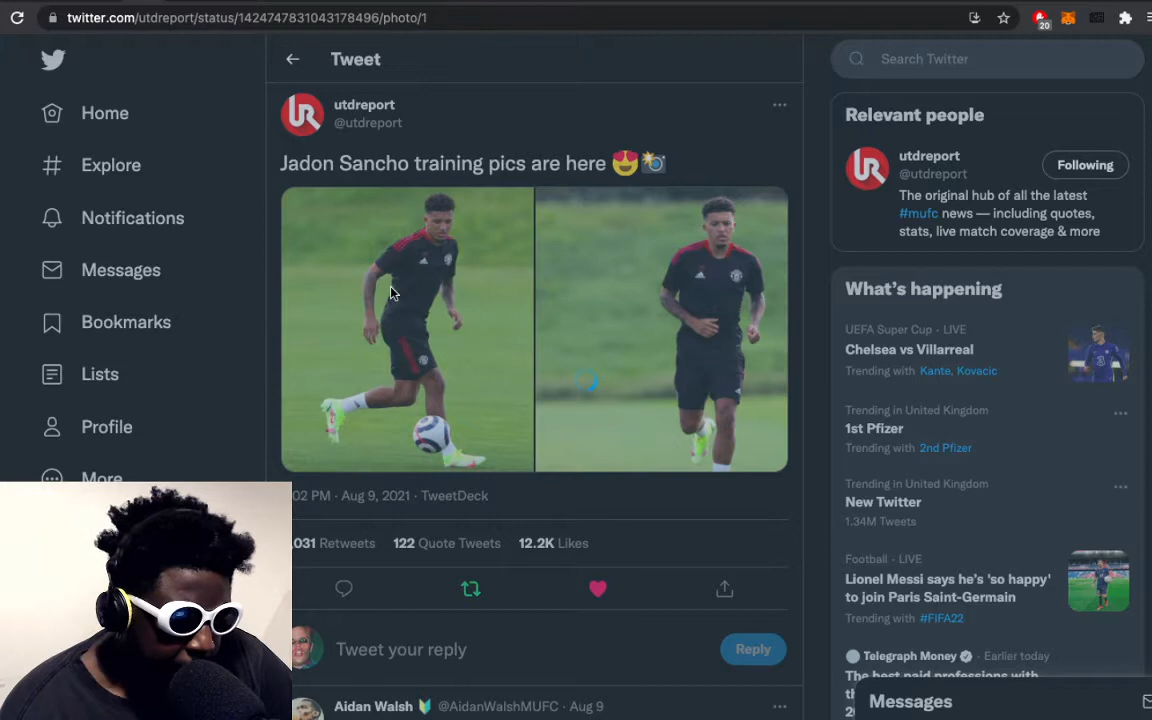 twitter.com/utdreport/status/1424747831043178496/photo/1
20
Home
Explore
Notifications
Messages
Bookmarks
Lists
Profile
More
Tweet
utdreport
@utdreport
Jadon Sancho training pics are here 😍📸
02 PM · Aug 9, 2021 · TweetDeck
031 Retweets 122 Quote Tweets 12.2K Likes
Tweet your reply
Reply
Aidan Walsh 🔰 @AidanWalshMUFC · Aug 9
Search Twitter
Relevant people
utdreport
@utdreport
Following
The original hub of all the latest
#mufc news — including quotes,
stats, live match coverage & more
What's happening
UEFA Super Cup · LIVE
Chelsea vs Villarreal
Trending with Kante, Kovacic
Trending in United Kingdom
1st Pfizer
Trending with 2nd Pfizer
Trending in United Kingdom
New Twitter
1.34M Tweets
Football · LIVE
Lionel Messi says he's 'so happy'
to join Paris Saint-Germain
Trending with #FIFA22
Telegraph Money · Earlier today
The best paid professions with
Messages